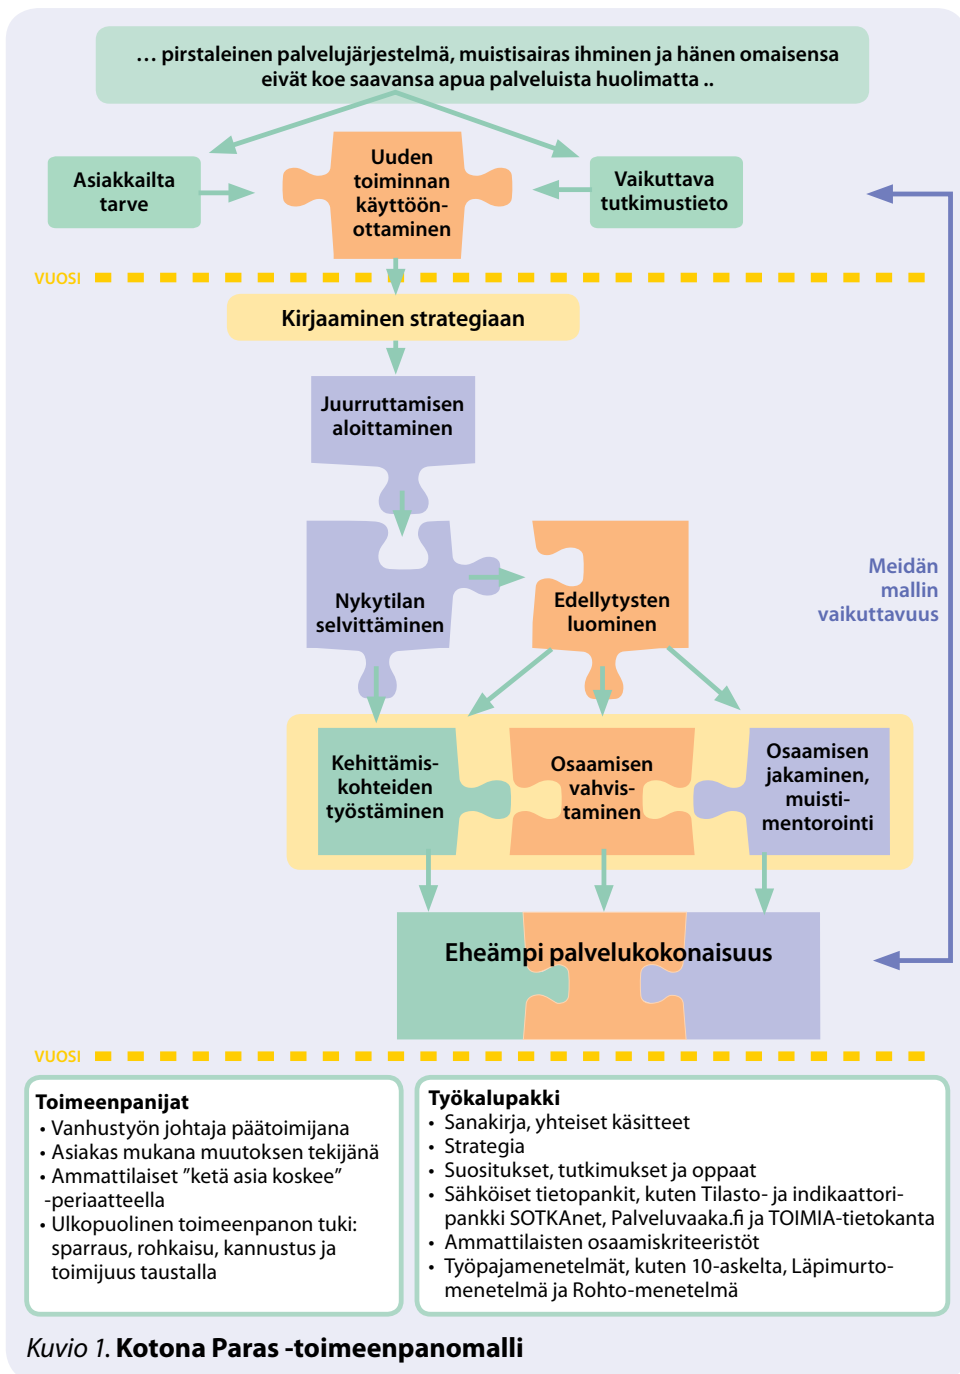 … pirstaleinen palvelujärjestelmä, muistisairas ihminen ja hänen omaisensa
eivät koe saavansa apua palveluista huolimatta ..
Asiakkailta
tarve
Uuden
toiminnan
käyttöön-
ottaminen
Vaikuttava
tutkimustieto
VUOSI
Kirjaaminen strategiaan
Juurruttamisen
aloittaminen
Nykytilan
selvittäminen
Edellytysten
luominen
Meidän
mallin
vaikuttavuus
Kehittämis-
kohteiden
työstäminen
Osaamisen
vahvis-
taminen
Osaamisen
jakaminen,
muisti-
mentorointi
Eheämpi palvelukokonaisuus
VUOSI
Toimeenpanijat
• Vanhustyön johtaja päätoimijana
• Asiakas mukana muutoksen tekijänä
• Ammattilaiset ”ketä asia koskee”
-periaatteella
• Ulkopuolinen toimeenpanon tuki:
sparraus, rohkaisu, kannustus ja
toimijuus taustalla
Työkalupakki
• Sanakirja, yhteiset käsitteet
• Strategia
• Suositukset, tutkimukset ja oppaat
• Sähköiset tietopankit, kuten Tilasto- ja indikaattori-
pankki SOTKAnet, Palveluvaaka.fi ja TOIMIA-tietokanta
• Ammattilaisten osaamiskriteeristöt
• Työpajamenetelmät, kuten 10-askelta, Läpimurto-
menetelmä ja Rohto-menetelmä
Kuvio 1. Kotona Paras -toimeenpanomalli